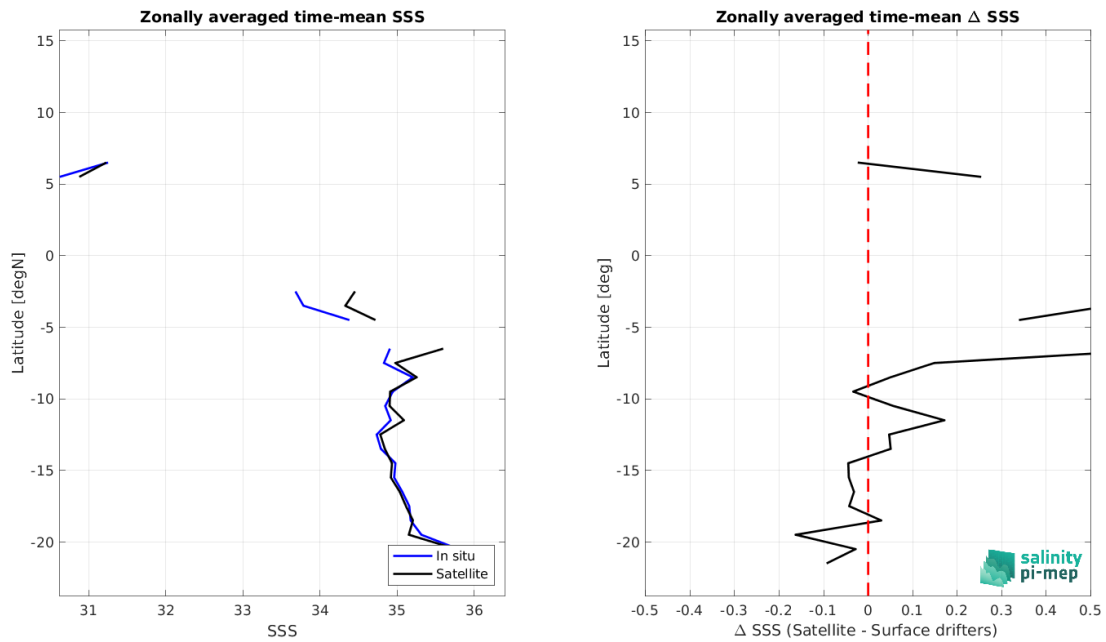 Zonally averaged time-mean SSS
15
10
5
0
-5
-10
-15
-20
Latitude [degN]
31 32 33 34 35 36
SSS
In situ
Satellite
Zonally averaged time-mean Δ SSS
15
10
5
0
-5
-10
-15
-20
Latitude [deg]
-0.5 -0.4 -0.3 -0.2 -0.1 0 0.1 0.2 0.3 0.4 0.5
Δ SSS (Satellite - Surface drifters)
salinity
pi-mep